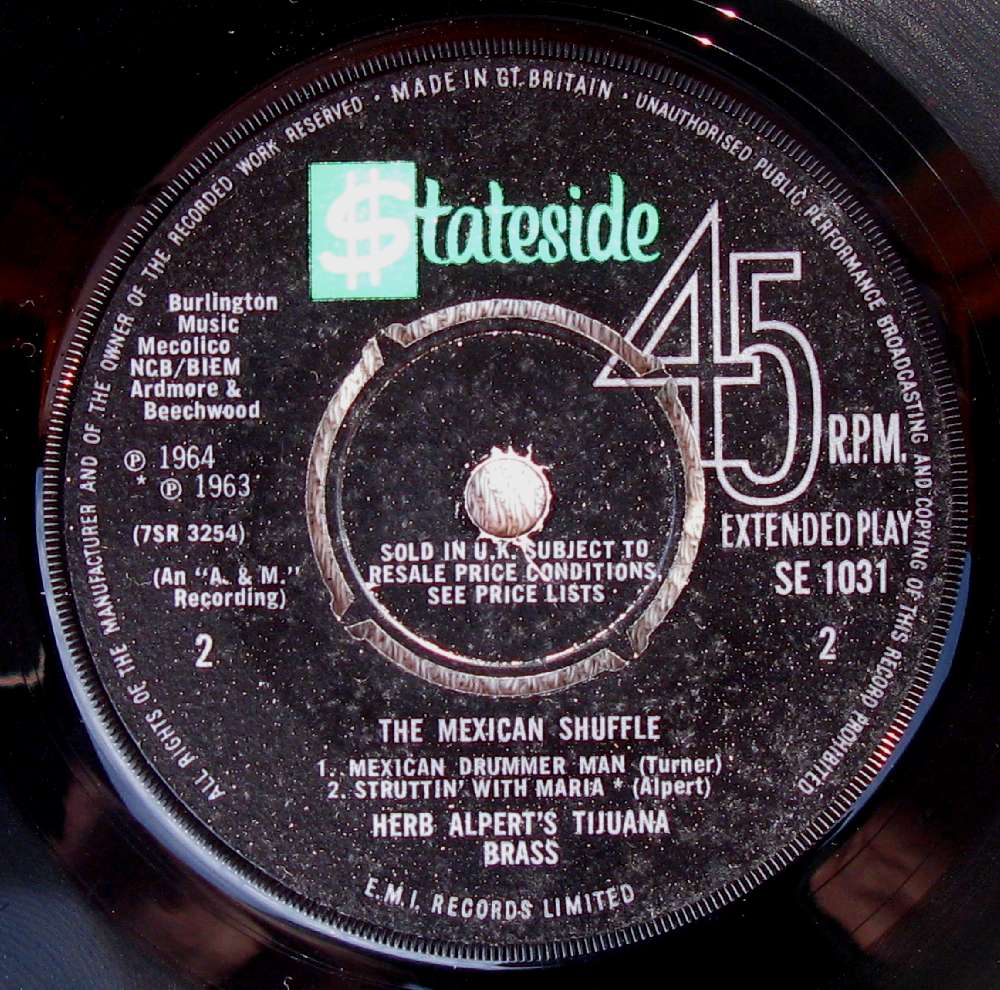 ALL RIGHTS OF THE MANUFACTURER AND OF THE OWNER OF THE RECORDED WORK RESERVED · MADE IN GT. BRITAIN · UNAUTHORISED PUBLIC PERFORMANCE BROADCASTING AND COPYING OF THIS RECORD PROHIBITED
$tateside
45
R.P.M.
Burlington
Music
Mecolico
NCB/BIEM
Ardmore &
Beechwood
℗ 1964
* ℗ 1963
(7SR 3254)
(An "A. & M."
Recording)
2
EXTENDED PLAY
SE 1031
2
SOLD IN U.K. SUBJECT TO
RESALE PRICE CONDITIONS,
SEE PRICE LISTS
THE MEXICAN SHUFFLE
1. MEXICAN DRUMMER MAN (Turner)
2. STRUTTIN' WITH MARIA * (Alpert)
HERB ALPERT'S TIJUANA
BRASS
E.M.I. RECORDS LIMITED